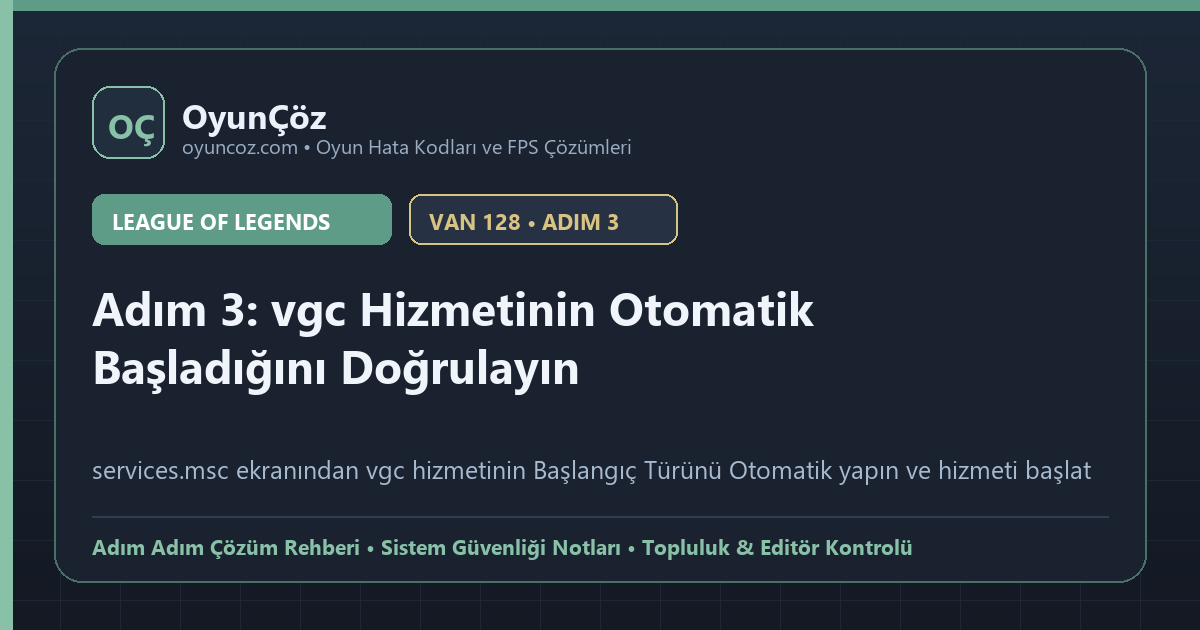 OÇ
OyunÇöz
oyuncoz.com • Oyun Hata Kodları ve FPS Çözümleri
LEAGUE OF LEGENDS
VAN 128 • ADIM 3
Adım 3: vgc Hizmetinin Otomatik
Başladığını Doğrulayın
services.msc ekranından vgc hizmetinin Başlangıç Türünü Otomatik yapın ve hizmeti başlat
Adım Adım Çözüm Rehberi • Sistem Güvenliği Notları • Topluluk & Editör Kontrolü